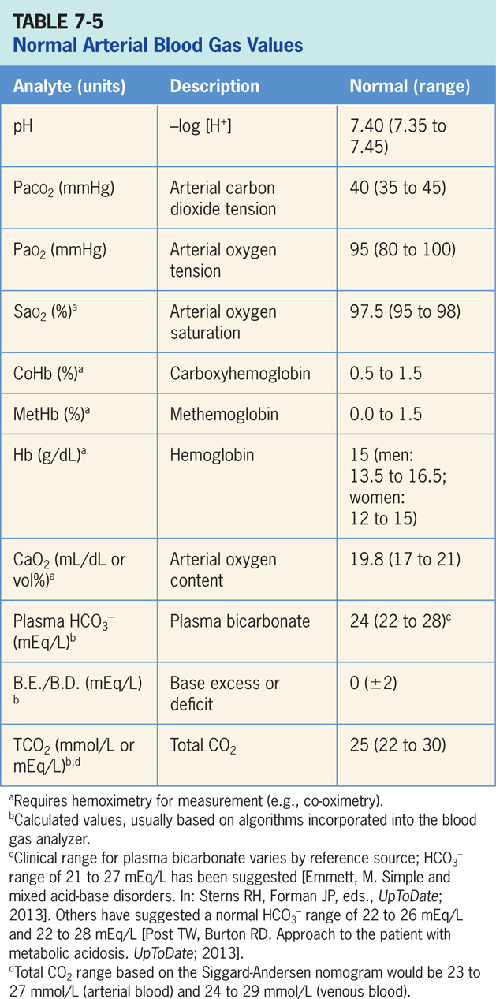 TABLE 7-5
Normal Arterial Blood Gas Values
Analyte (units) Description Normal (range)
pH –log [H⁺] 7.40 (7.35 to
7.45)
PaCO₂ (mmHg) Arterial carbon 40 (35 to 45)
dioxide tension
PaO₂ (mmHg) Arterial oxygen 95 (80 to 100)
tension
SaO₂ (%)ᵃ Arterial oxygen 97.5 (95 to 98)
saturation
CoHb (%)ᵃ Carboxyhemoglobin 0.5 to 1.5
MetHb (%)ᵃ Methemoglobin 0.0 to 1.5
Hb (g/dL)ᵃ Hemoglobin 15 (men:
13.5 to 16.5;
women:
12 to 15)
CaO₂ (mL/dL or Arterial oxygen 19.8 (17 to 21)
vol%)ᵃ content
Plasma HCO₃⁻ Plasma bicarbonate 24 (22 to 28)ᶜ
(mEq/L)ᵇ
B.E./B.D. (mEq/L) Base excess or 0 (±2)
ᵇ deficit
TCO₂ (mmol/L or Total CO₂ 25 (22 to 30)
mEq/L)ᵇ,ᵈ
ᵃRequires hemoximetry for measurement (e.g., co-oximetry).
ᵇCalculated values, usually based on algorithms incorporated into the blood
gas analyzer.
ᶜClinical range for plasma bicarbonate varies by reference source; HCO₃⁻
range of 21 to 27 mEq/L has been suggested [Emmett, M. Simple and
mixed acid-base disorders. In: Sterns RH, Forman JP, eds., UpToDate;
2013]. Others have suggested a normal HCO₃⁻ range of 22 to 26 mEq/L
and 22 to 28 mEq/L [Post TW, Burton RD. Approach to the patient with
metabolic acidosis. UpToDate; 2013].
ᵈTotal CO₂ range based on the Siggard-Andersen nomogram would be 23 to
27 mmol/L (arterial blood) and 24 to 29 mmol/L (venous blood).